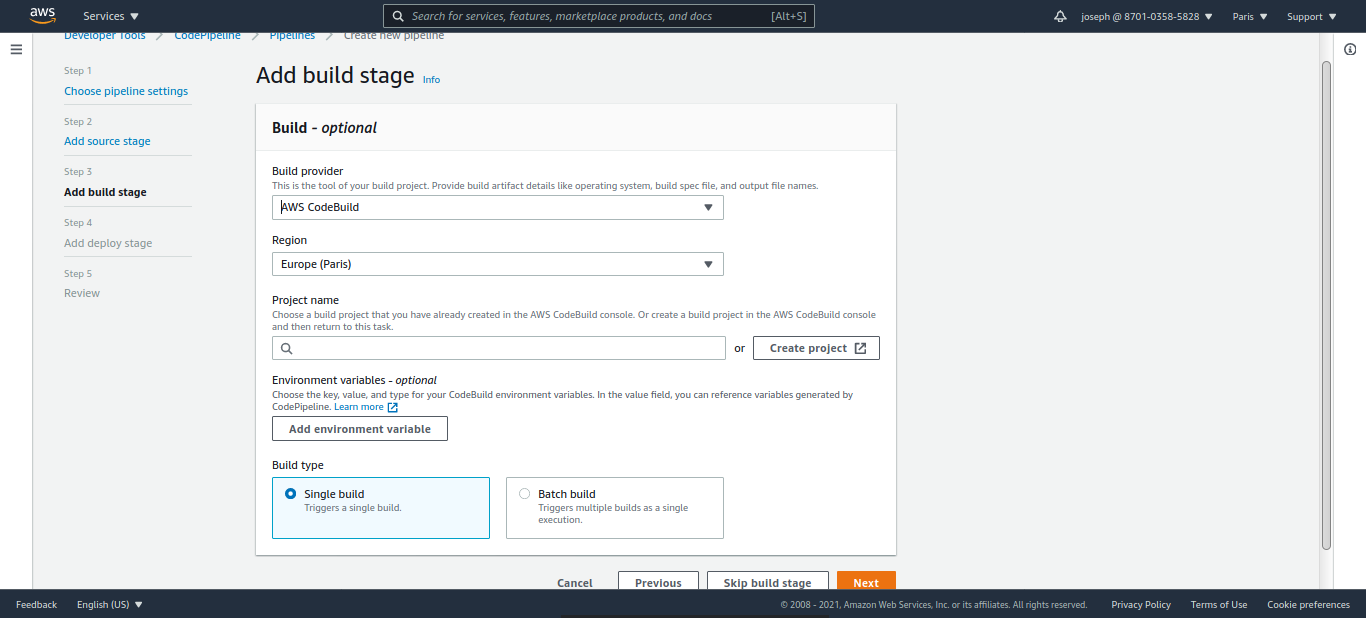 aws
Services
Search for services, features, marketplace products, and docs
[Alt+S]
joseph @ 8701-0358-5828
Paris
Support
Developer Tools
CodePipeline
Pipelines
Create new pipeline
Step 1
Choose pipeline settings
Step 2
Add source stage
Step 3
Add build stage
Step 4
Add deploy stage
Step 5
Review
Add build stage
Info
Build - optional
Build provider
This is the tool of your build project. Provide build artifact details like operating system, build spec file, and output file names.
AWS CodeBuild
Region
Europe (Paris)
Project name
Choose a build project that you have already created in the AWS CodeBuild console. Or create a build project in the AWS CodeBuild console
and then return to this task.
or
Create project
Environment variables - optional
Choose the key, value, and type for your CodeBuild environment variables. In the value field, you can reference variables generated by
CodePipeline. Learn more
Add environment variable
Build type
Single build
Triggers a single build.
Batch build
Triggers multiple builds as a single
execution.
Cancel
Previous
Skip build stage
Next
Feedback
English (US)
© 2008 - 2021, Amazon Web Services, Inc. or its affiliates. All rights reserved.
Privacy Policy
Terms of Use
Cookie preferences